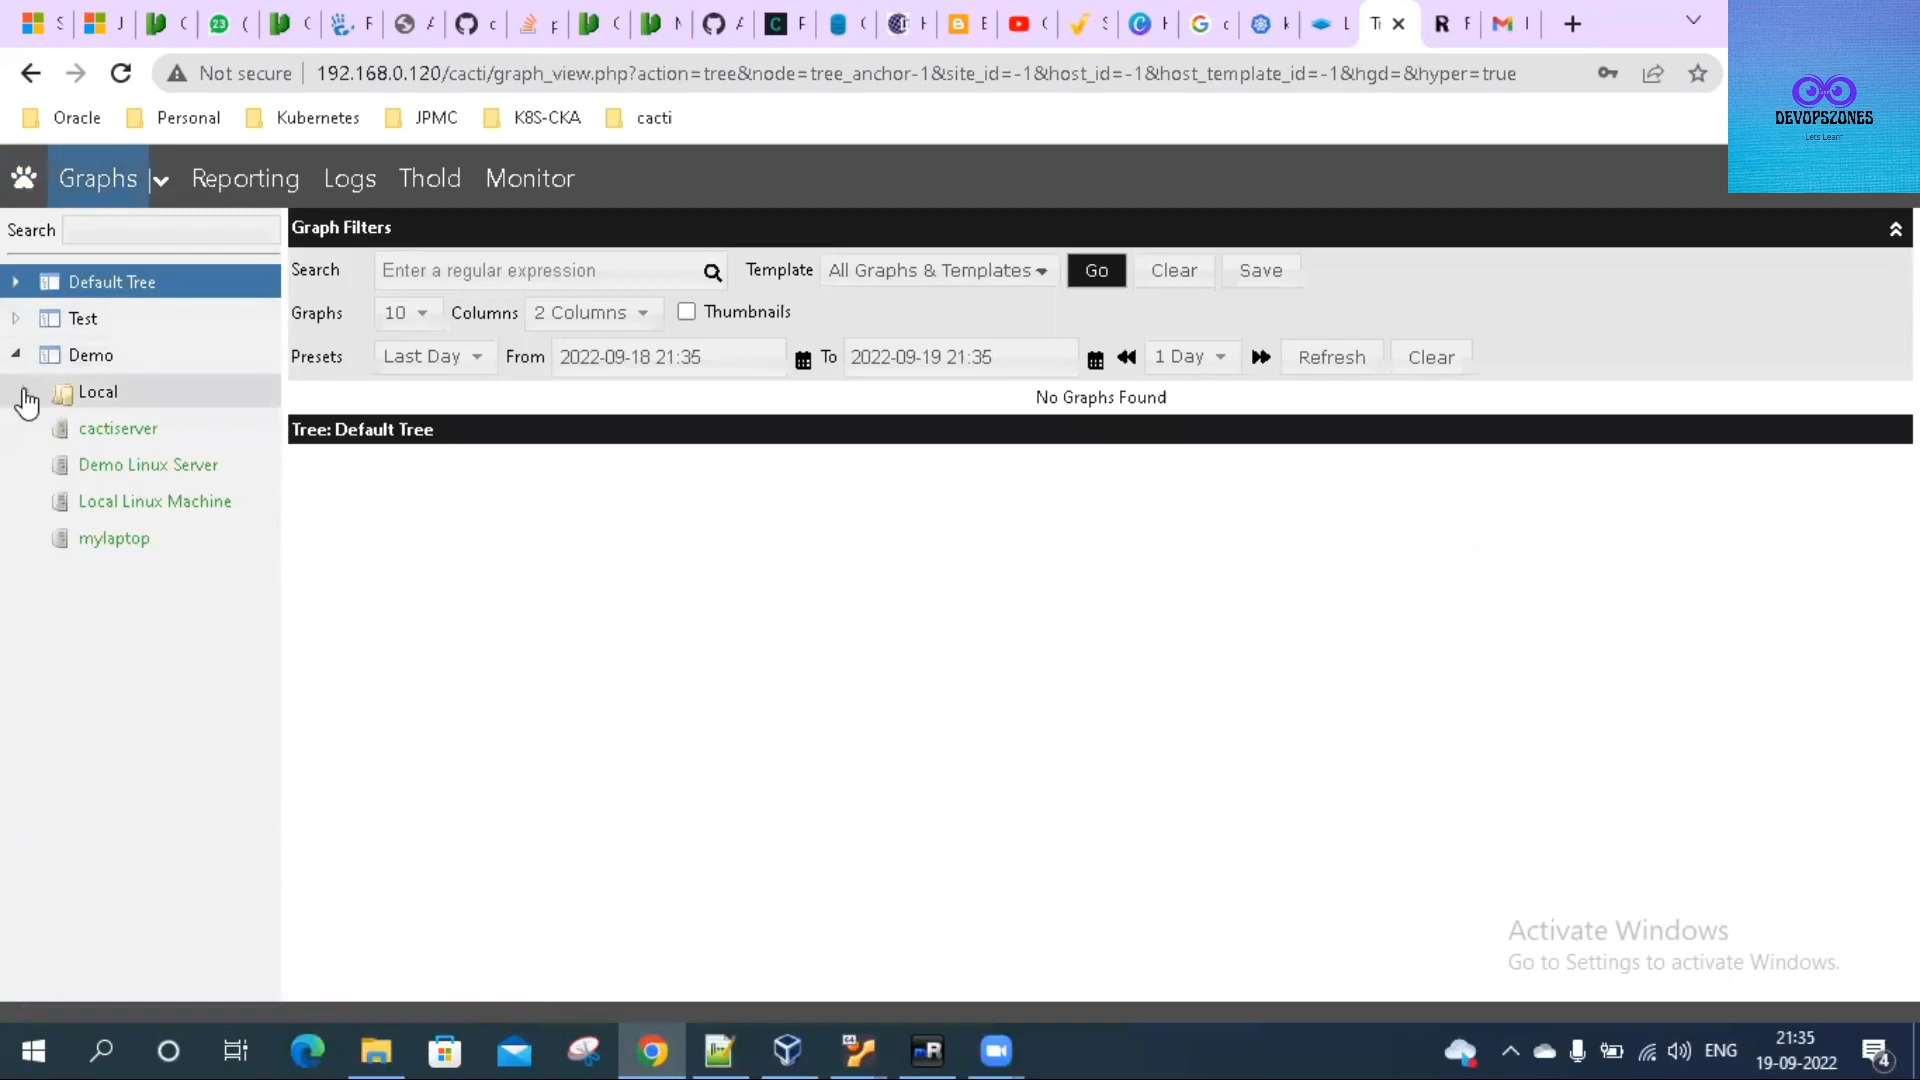 Not secure
192.168.0.120/cacti/graph_view.php?action=tree&node=tree_anchor-1&site_id=-1&host_id=-1&host_template_id=-1&hgd=&hyper=true
Oracle
Personal
Kubernetes
JPMC
K8S-CKA
cacti
DEVOPSZONES
Lets Learn
Graphs
Reporting
Logs
Thold
Monitor
Search
Default Tree
Test
Demo
Local
cactiserver
Demo Linux Server
Local Linux Machine
mylaptop
Graph Filters
Search Enter a regular expression Template All Graphs & Templates Go Clear Save
Graphs 10 Columns 2 Columns Thumbnails
Presets Last Day From 2022-09-18 21:35 To 2022-09-19 21:35 1 Day Refresh Clear
No Graphs Found
Tree: Default Tree
Activate Windows
Go to Settings to activate Windows.
ENG
21:35
19-09-2022
4